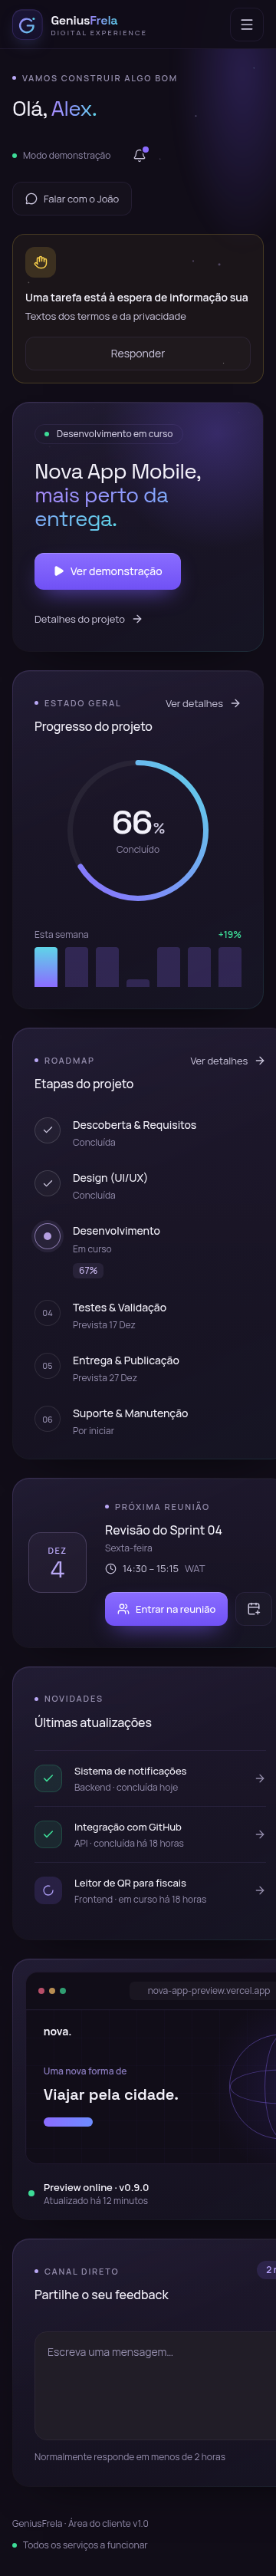 GeniusFrela
DIGITAL EXPERIENCE
VAMOS CONSTRUIR ALGO BOM
Olá, Alex.
Modo demonstração
Falar com o João
Uma tarefa está à espera de informação sua
Textos dos termos e da privacidade
Responder
Desenvolvimento em curso
Nova App Mobile,
mais perto da
entrega.
Ver demonstração
Detalhes do projeto
ESTADO GERAL
Ver detalhes
Progresso do projeto
66%
Concluído
Esta semana
+19%
ROADMAP
Ver detalhes
Etapas do projeto
Descoberta & Requisitos
Concluída
Design (UI/UX)
Concluída
Desenvolvimento
Em curso
67%
04
Testes & Validação
Prevista 17 Dez
05
Entrega & Publicação
Prevista 27 Dez
06
Suporte & Manutenção
Por iniciar
PRÓXIMA REUNIÃO
DEZ
4
Revisão do Sprint 04
Sexta-feira
14:30 – 15:15 WAT
Entrar na reunião
NOVIDADES
Últimas atualizações
Sistema de notificações
Backend · concluída hoje
Integração com GitHub
API · concluída há 18 horas
Leitor de QR para fiscais
Frontend · em curso há 18 horas
nova-app-preview.vercel.app
nova.
Uma nova forma de
Viajar pela cidade.
Preview online · v0.9.0
Atualizado há 12 minutos
CANAL DIRETO
2
Partilhe o seu feedback
Escreva uma mensagem...
Normalmente responde em menos de 2 horas
GeniusFrela · Área do cliente v1.0
Todos os serviços a funcionar